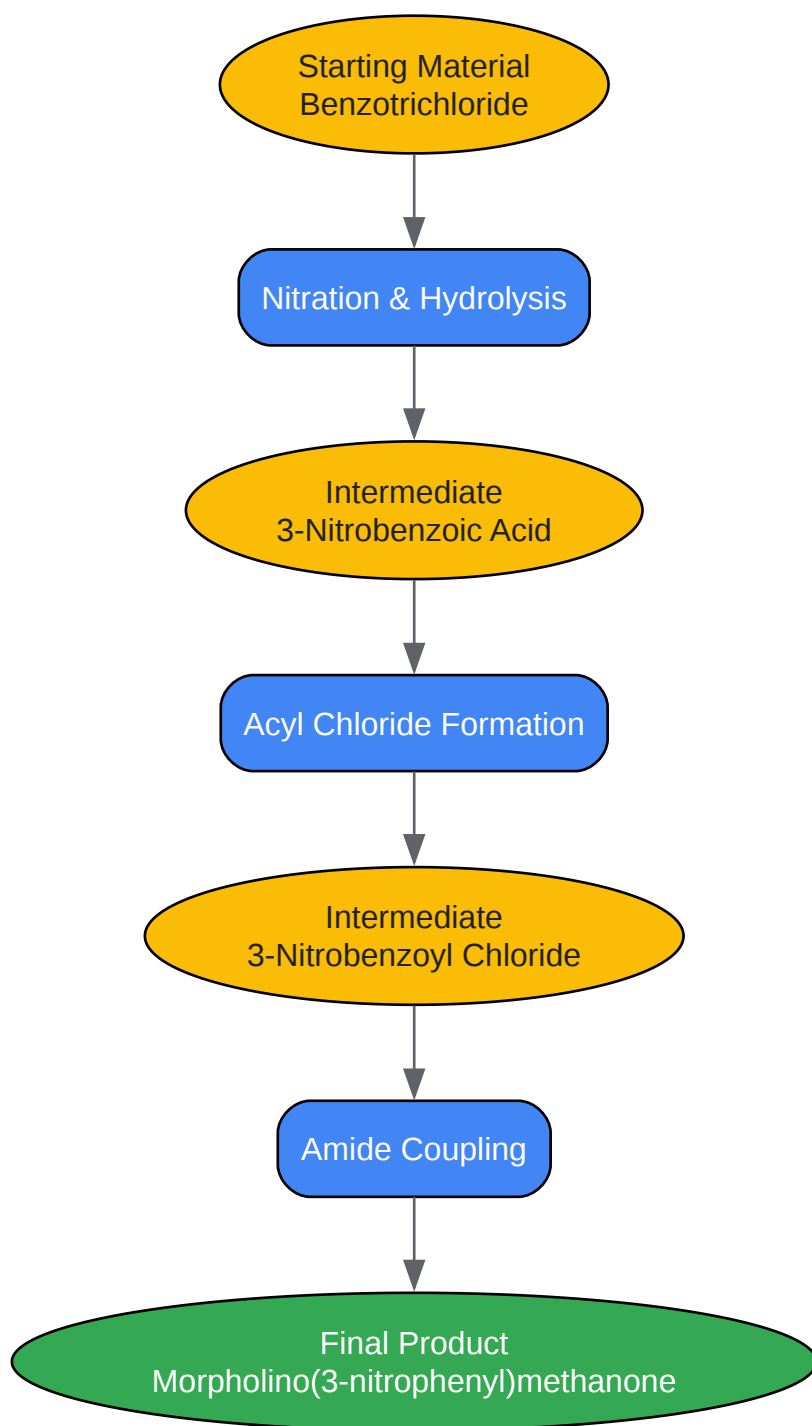 Starting Material
Benzotrichloride
Nitration & Hydrolysis
Intermediate
3-Nitrobenzoic Acid
Acyl Chloride Formation
Intermediate
3-Nitrobenzoyl Chloride
Amide Coupling
Final Product
Morpholino(3-nitrophenyl)methanone